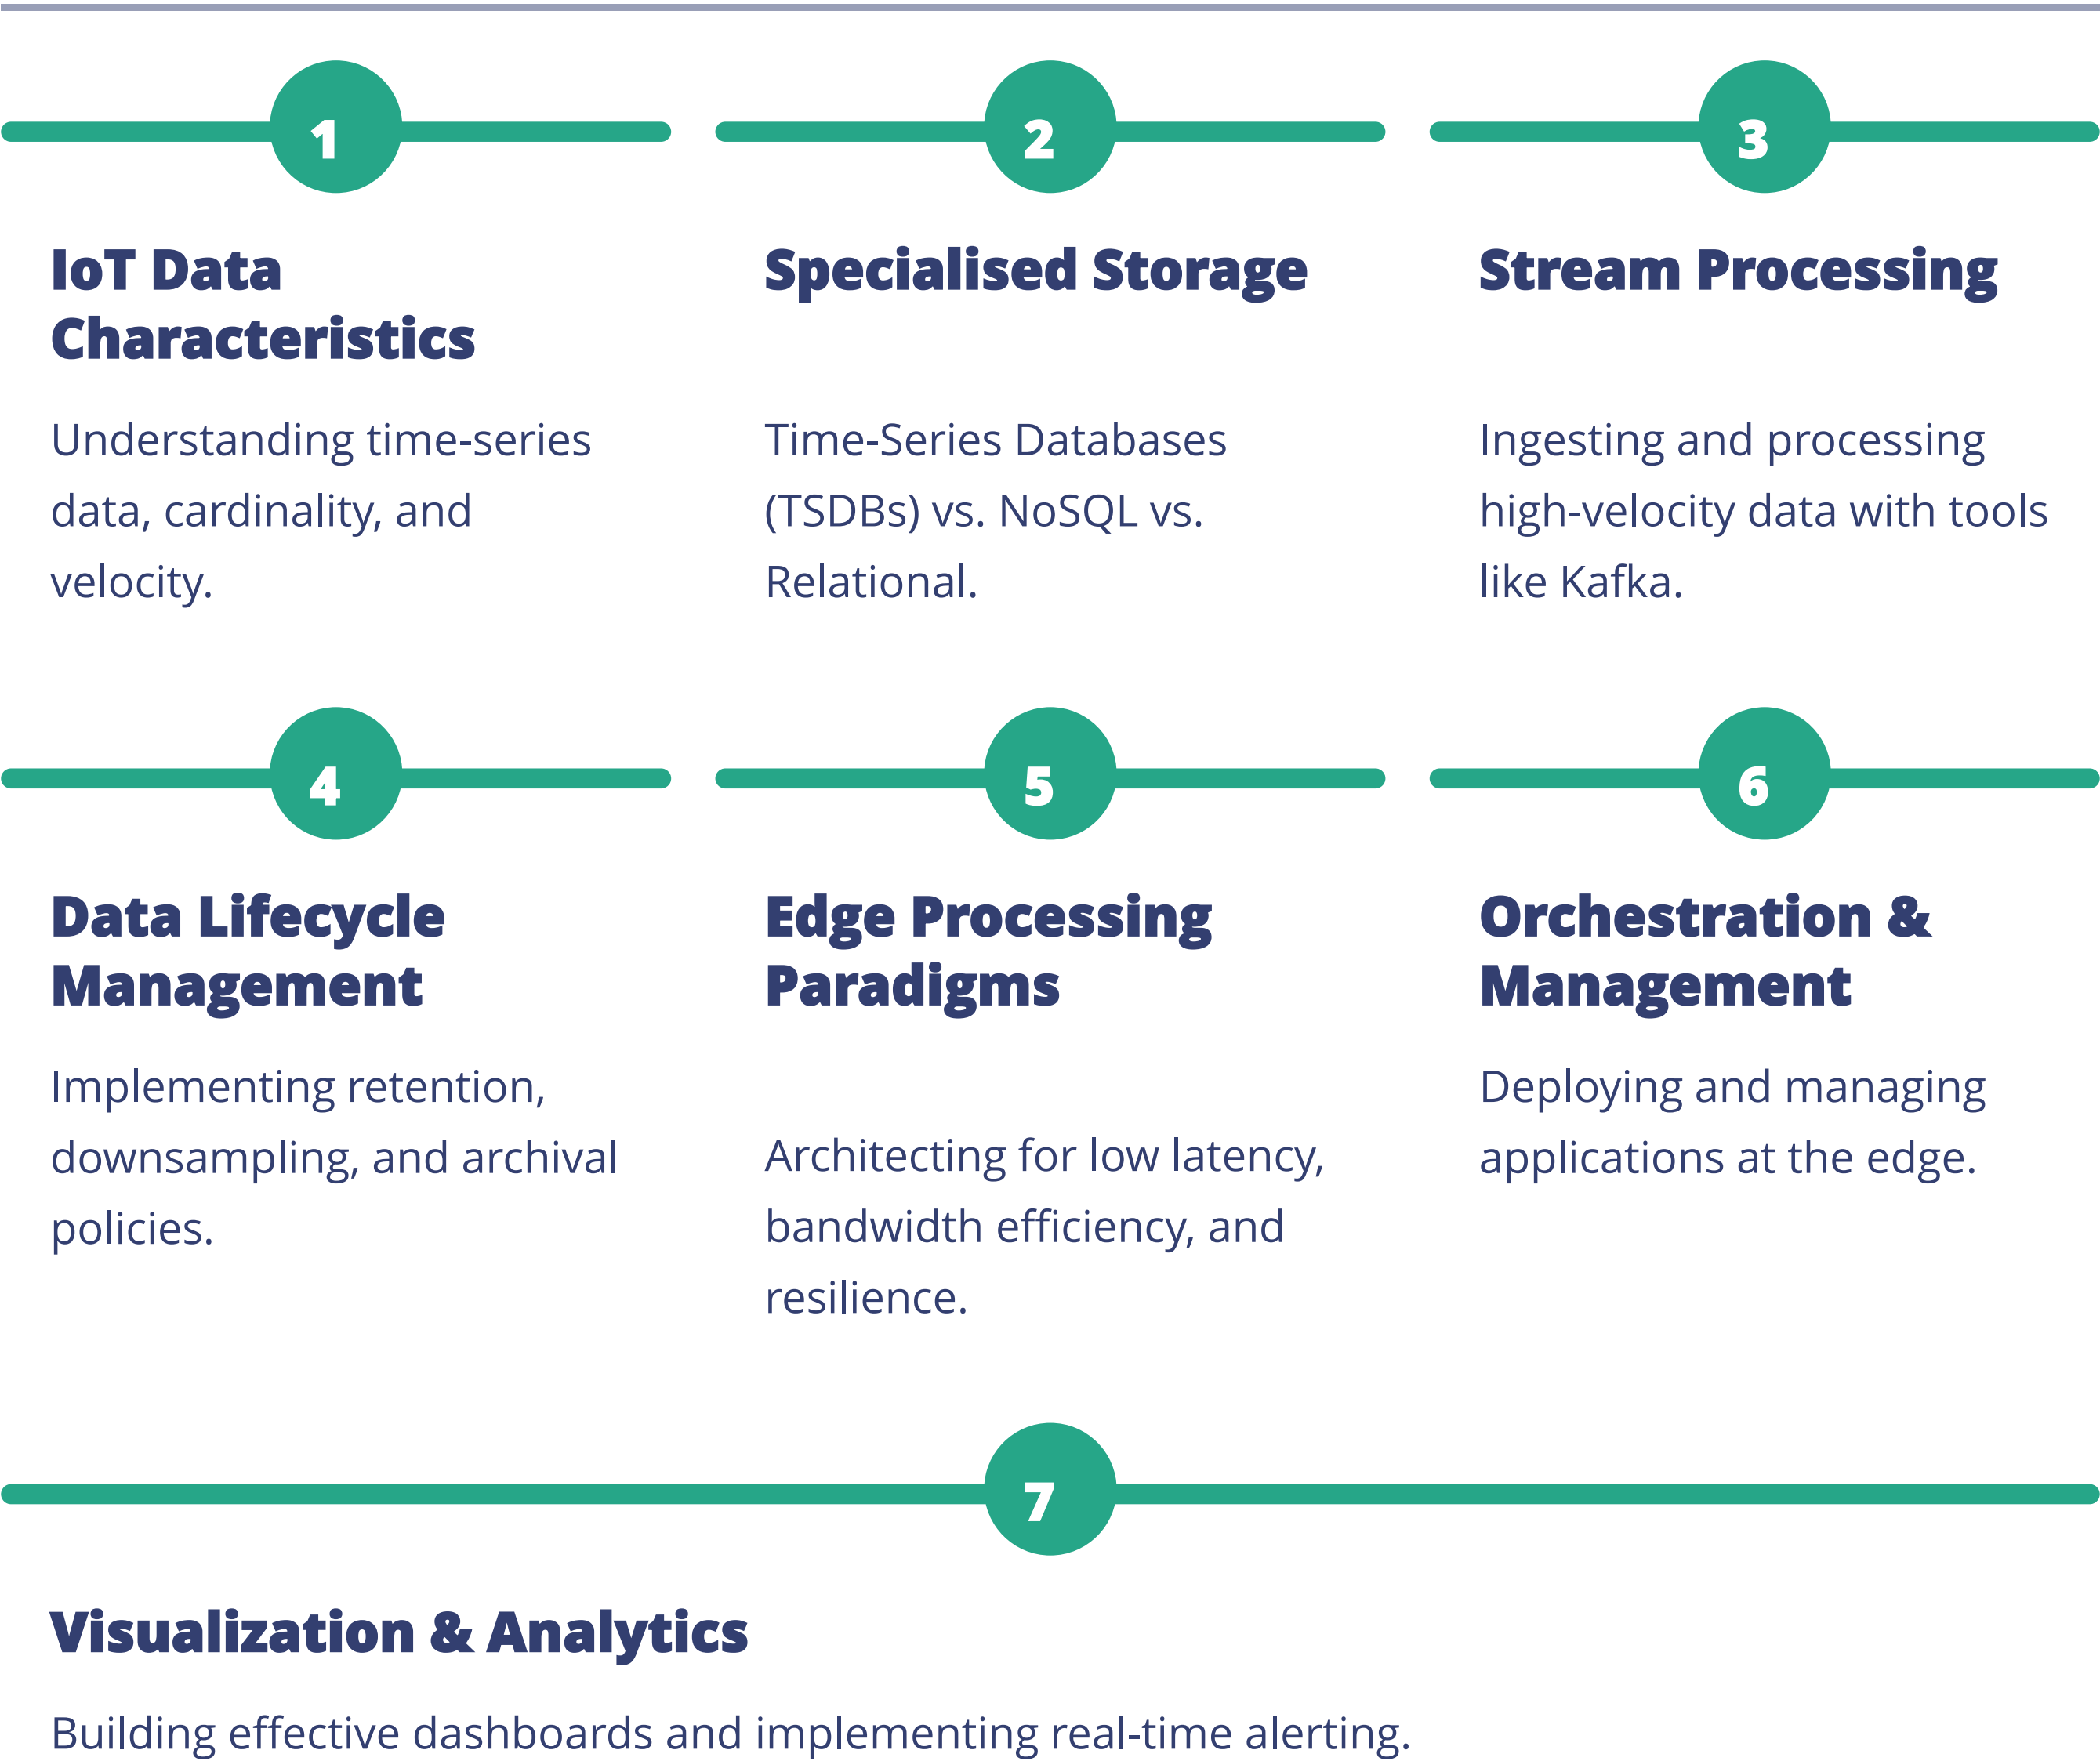 1
IoT Data
Characteristics
Understanding time-series
data, cardinality, and
velocity.
2
Specialised Storage
Time-Series Databases
(TSDBs) vs. NoSQL vs.
Relational.
3
Stream Processing
Ingesting and processing
high-velocity data with tools
like Kafka.
4
Data Lifecycle
Management
Implementing retention,
downsampling, and archival
policies.
5
Edge Processing
Paradigms
Architecting for low latency,
bandwidth efficiency, and
resilience.
6
Orchestration &
Management
Deploying and managing
applications at the edge.
7
Visualization & Analytics
Building effective dashboards and implementing real-time alerting.